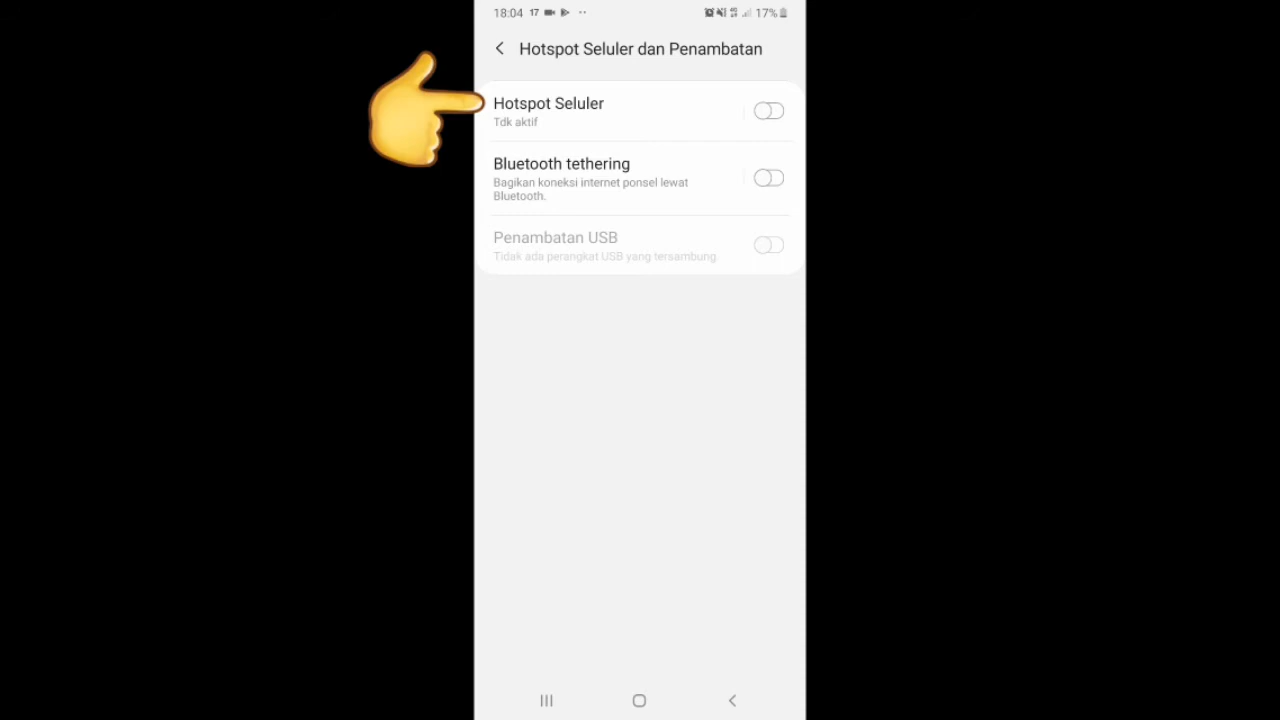 18:04 17 17%
Hotspot Seluler dan Penambatan
Hotspot Seluler
Tdk aktif
Bluetooth tethering
Bagikan koneksi internet ponsel lewat
Bluetooth.
Penambatan USB
Tidak ada perangkat USB yang tersambung.